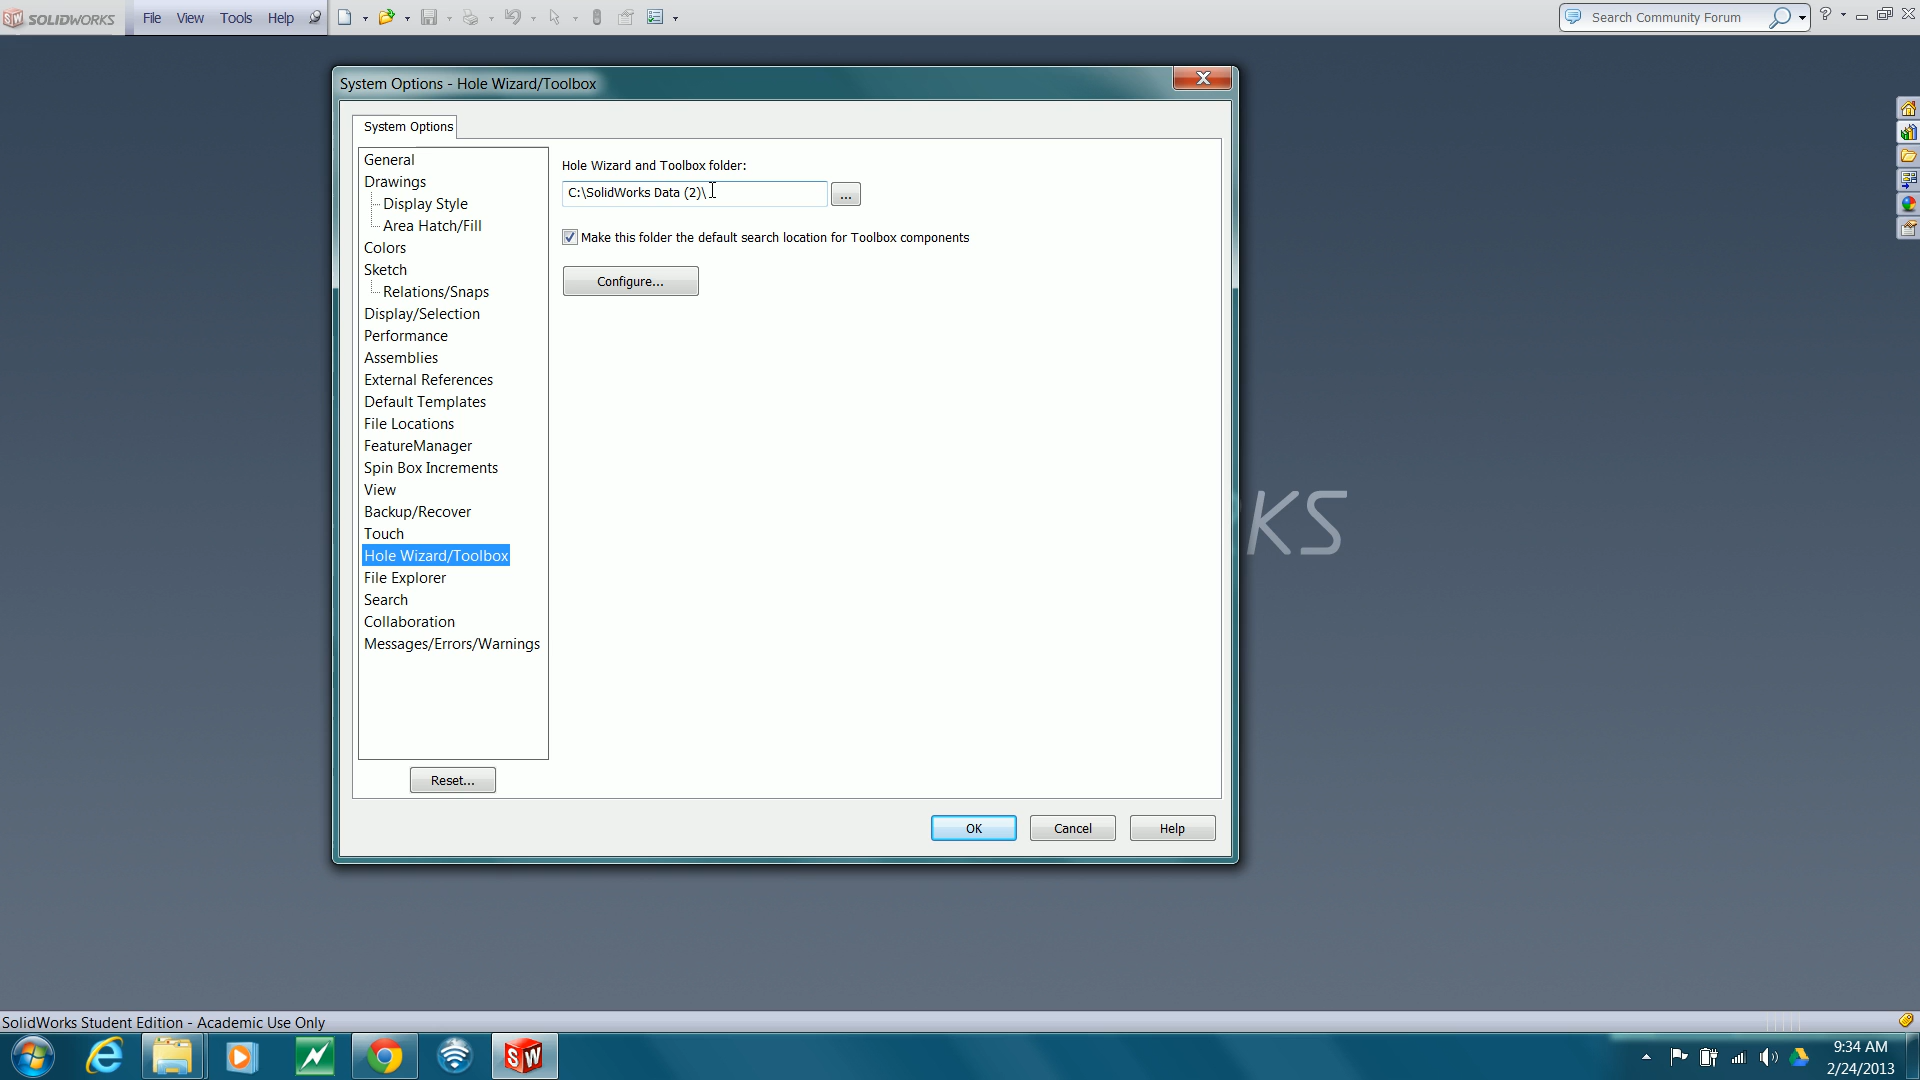 SOLIDWORKS File View Tools Help Search Community Forum ?
System Options - Hole Wizard/Toolbox
System Options
General
Drawings
Display Style
Area Hatch/Fill
Colors
Sketch
Relations/Snaps
Display/Selection
Performance
Assemblies
External References
Default Templates
File Locations
FeatureManager
Spin Box Increments
View
Backup/Recover
Touch
Hole Wizard/Toolbox
File Explorer
Search
Collaboration
Messages/Errors/Warnings
Reset...
Hole Wizard and Toolbox folder:
C:\SolidWorks Data (2)\
...
Make this folder the default search location for Toolbox components
Configure...
OK Cancel Help
KS
SolidWorks Student Edition - Academic Use Only
SW
9:34 AM
2/24/2013